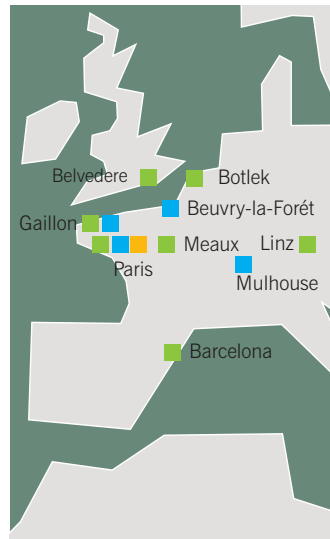 Belvedere
Botlek
Beuvry-la-Forét
Gaillon
Meaux
Linz
Paris
Mulhouse
Barcelona